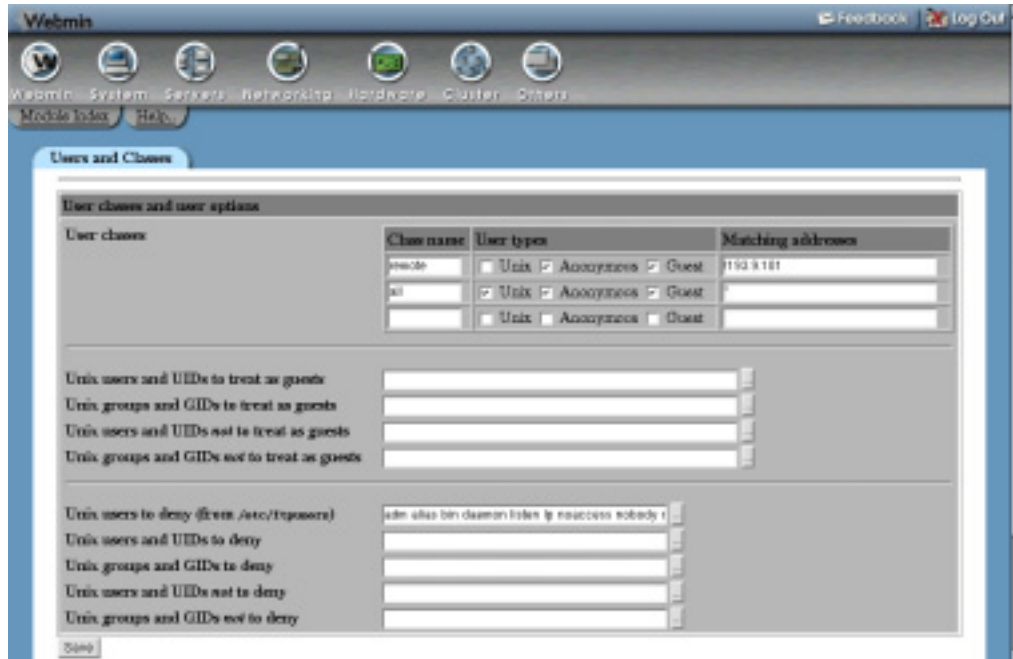 Webmin
Feedback Log Out
Webmin System Servers Networking Hardware Cluster Others
Module Index Help..
Users and Classes
User classes and user options
User classes
Class name User types Matching addresses
remote Unix Anonymous Guest !193.9.101
all Unix Anonymous Guest *
Unix Anonymous Guest
Unix users and UIDs to treat as guests
Unix groups and GIDs to treat as guests
Unix users and UIDs not to treat as guests
Unix groups and GIDs not to treat as guests
Unix users to deny (from /etc/ftpusers) adm alias bin daemon listen lp noaccess nobody
Unix users and UIDs to deny
Unix groups and GIDs to deny
Unix users and UIDs not to deny
Unix groups and GIDs not to deny
Save